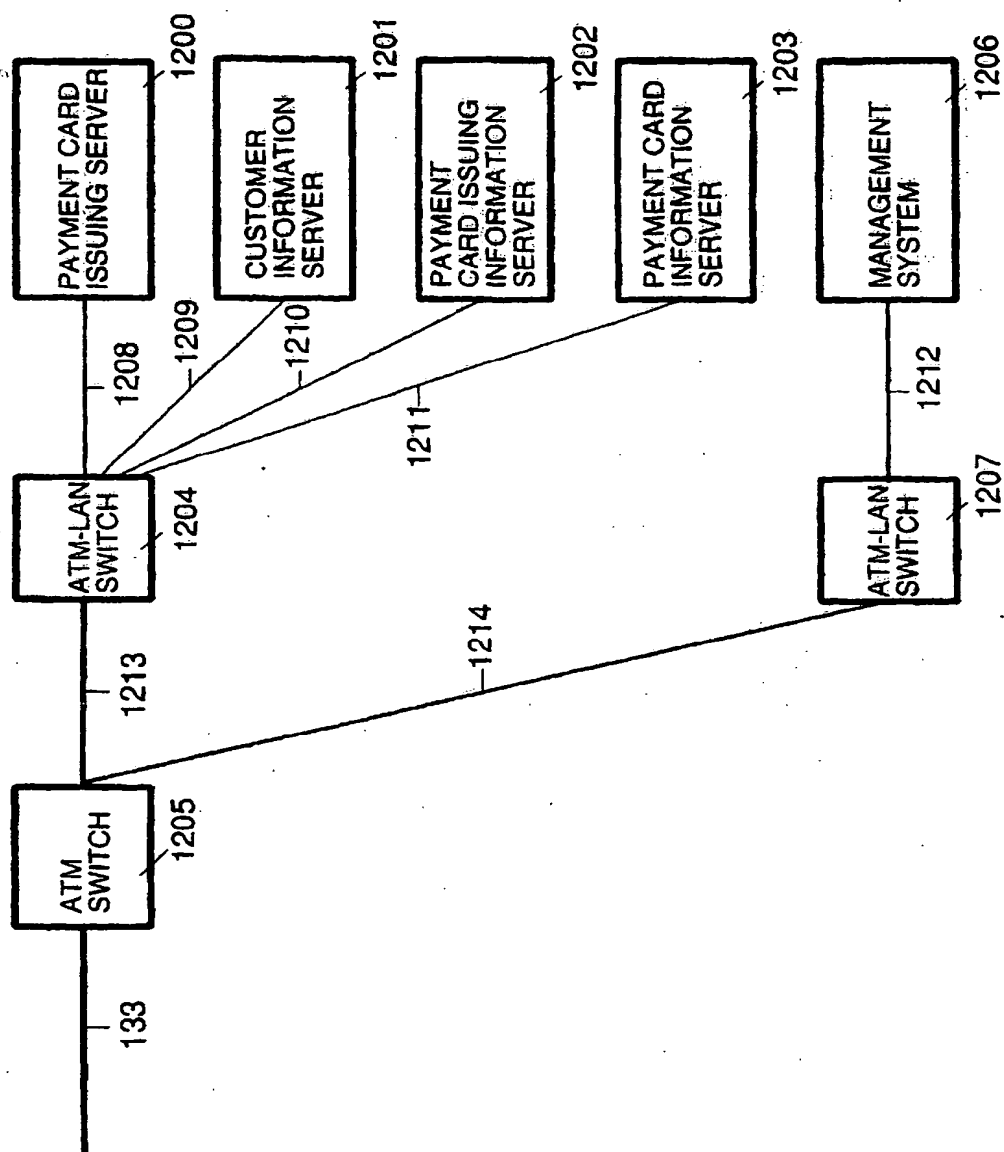 PAYMENT CARD
ISSUING SERVER
1200
CUSTOMER
INFORMATION
SERVER
1201
PAYMENT
CARD ISSUING
INFORMATION
SERVER
1202
PAYMENT CARD
INFORMATION
SERVER
1203
MANAGEMENT
SYSTEM
1206
1208
1209
1210
1211
1212
ATM-LAN
SWITCH
1204
ATM-LAN
SWITCH
1207
1213
1214
ATM
SWITCH
1205
133